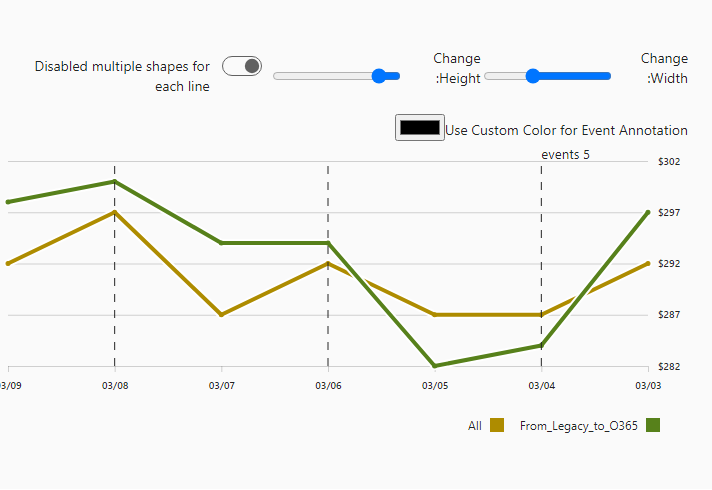 Disabled multiple shapes for
each line
Change
:Height
Change
:Width
Use Custom Color for Event Annotation
events 5
$302
$297
$292
$287
$282
03/09 03/08 03/07 03/06 03/05 03/04 03/03
All From_Legacy_to_O365